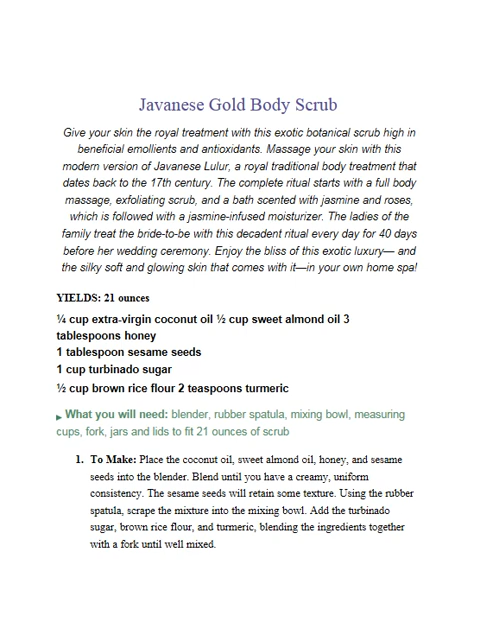 Javanese Gold Body Scrub
Give your skin the royal treatment with this exotic botanical scrub high in
beneficial emollients and antioxidants. Massage your skin with this
modern version of Javanese Lulur, a royal traditional body treatment that
dates back to the 17th century. The complete ritual starts with a full body
massage, exfoliating scrub, and a bath scented with jasmine and roses,
which is followed with a jasmine-infused moisturizer. The ladies of the
family treat the bride-to-be with this decadent ritual every day for 40 days
before her wedding ceremony. Enjoy the bliss of this exotic luxury— and
the silky soft and glowing skin that comes with it—in your own home spa!
YIELDS: 21 ounces
¼ cup extra-virgin coconut oil ½ cup sweet almond oil 3
tablespoons honey
1 tablespoon sesame seeds
1 cup turbinado sugar
½ cup brown rice flour 2 teaspoons turmeric
▶ What you will need: blender, rubber spatula, mixing bowl, measuring
cups, fork, jars and lids to fit 21 ounces of scrub
1. To Make: Place the coconut oil, sweet almond oil, honey, and sesame
seeds into the blender. Blend until you have a creamy, uniform
consistency. The sesame seeds will retain some texture. Using the rubber
spatula, scrape the mixture into the mixing bowl. Add the turbinado
sugar, brown rice flour, and turmeric, blending the ingredients together
with a fork until well mixed.